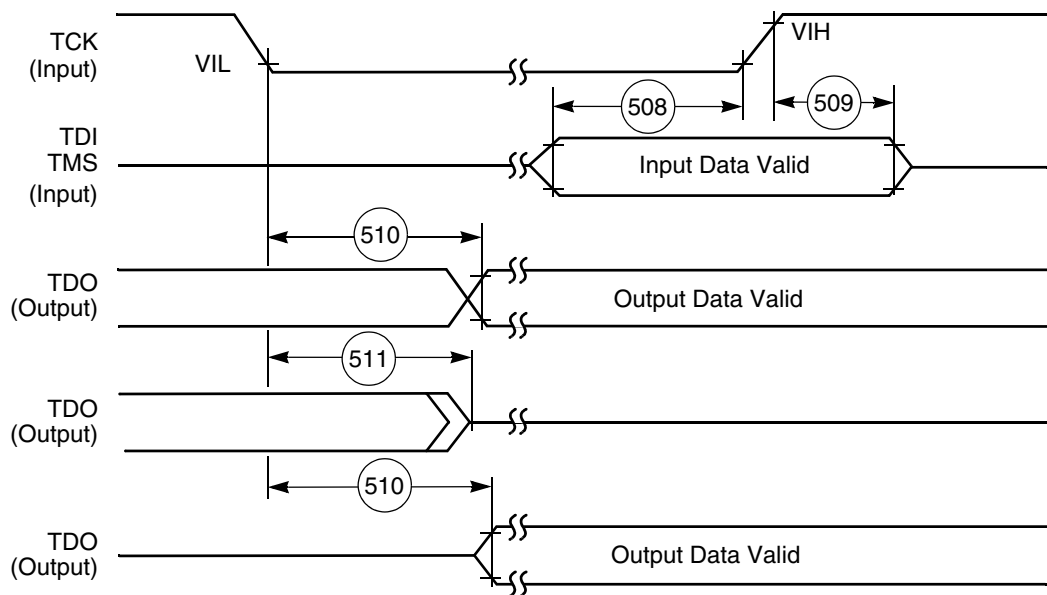 TCK
(Input)
VIL
VIH
508
509
TDI
TMS
(Input)
Input Data Valid
510
TDO
(Output)
Output Data Valid
511
TDO
(Output)
510
TDO
(Output)
Output Data Valid